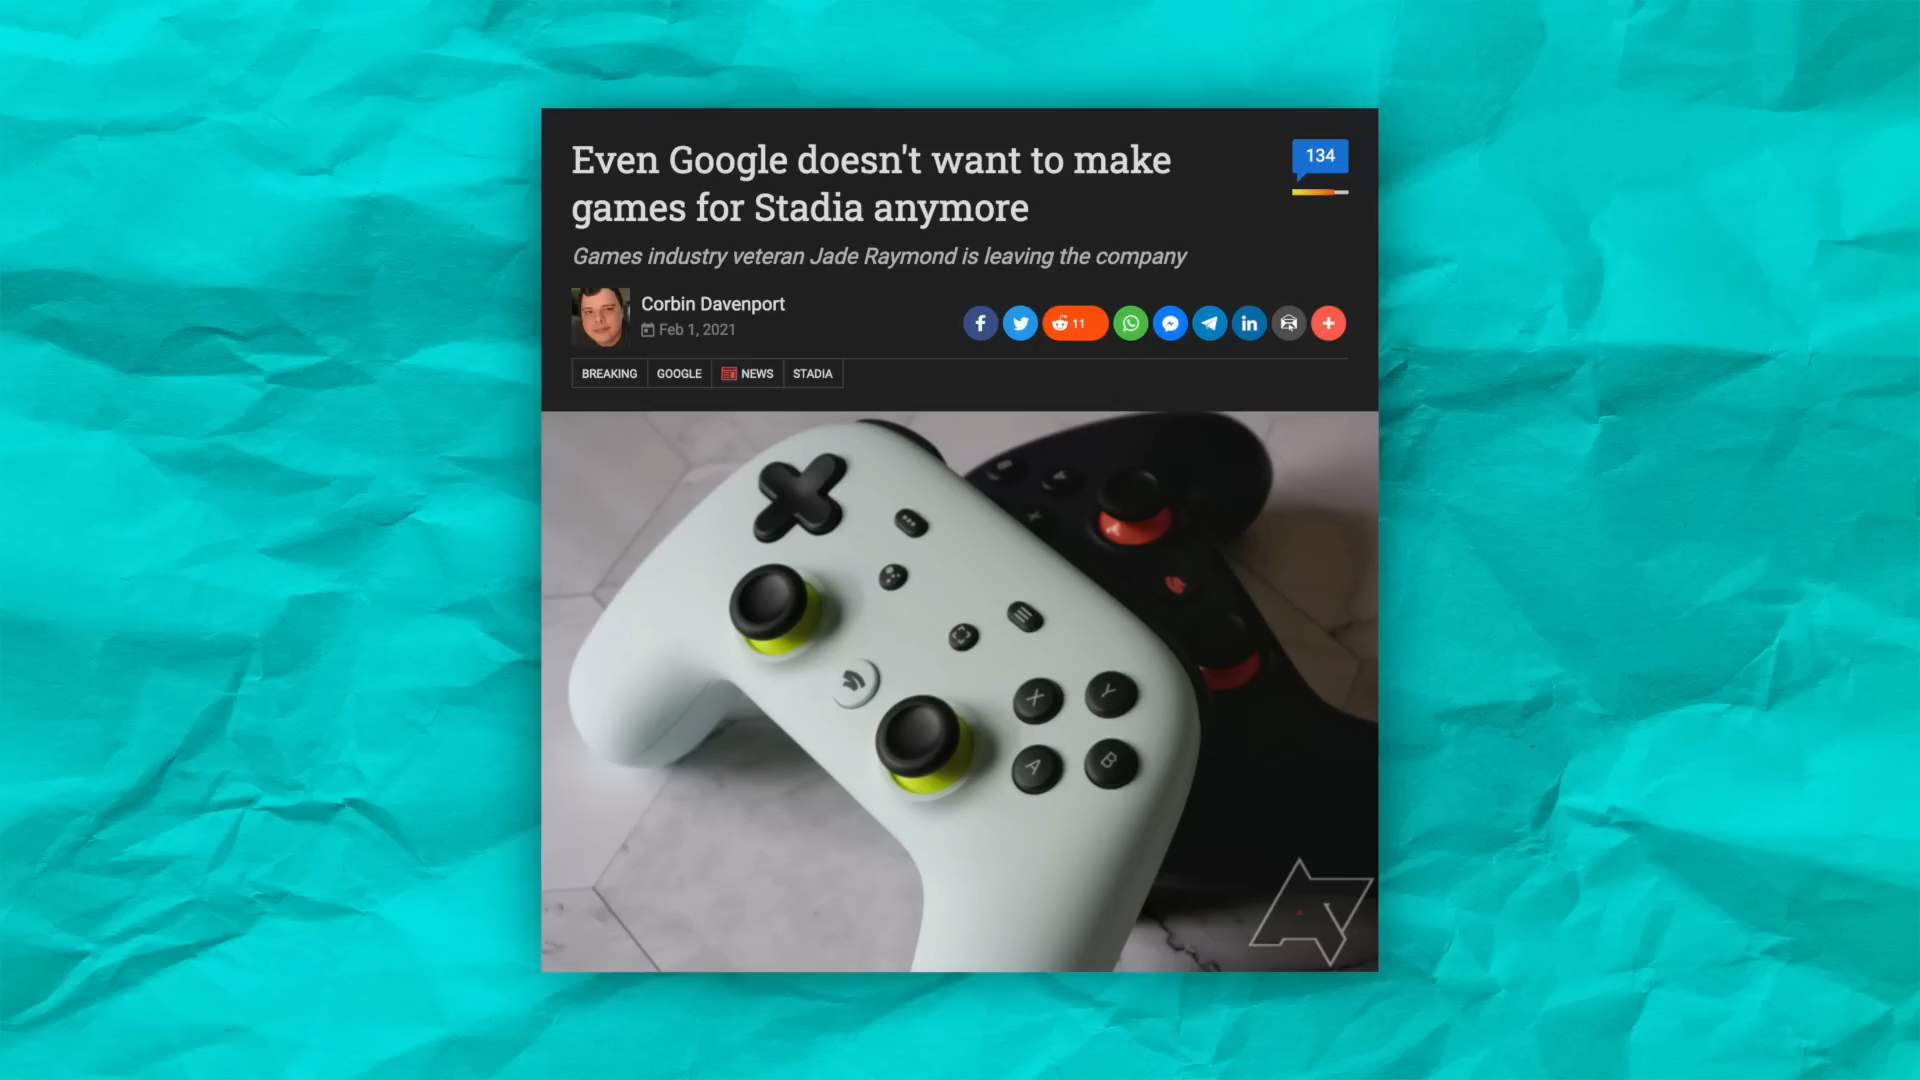 Even Google doesn't want to make
games for Stadia anymore
134
Games industry veteran Jade Raymond is leaving the company
Corbin Davenport
Feb 1, 2021
11
BREAKING
GOOGLE
NEWS
STADIA
Y
X
X
Y
A
B